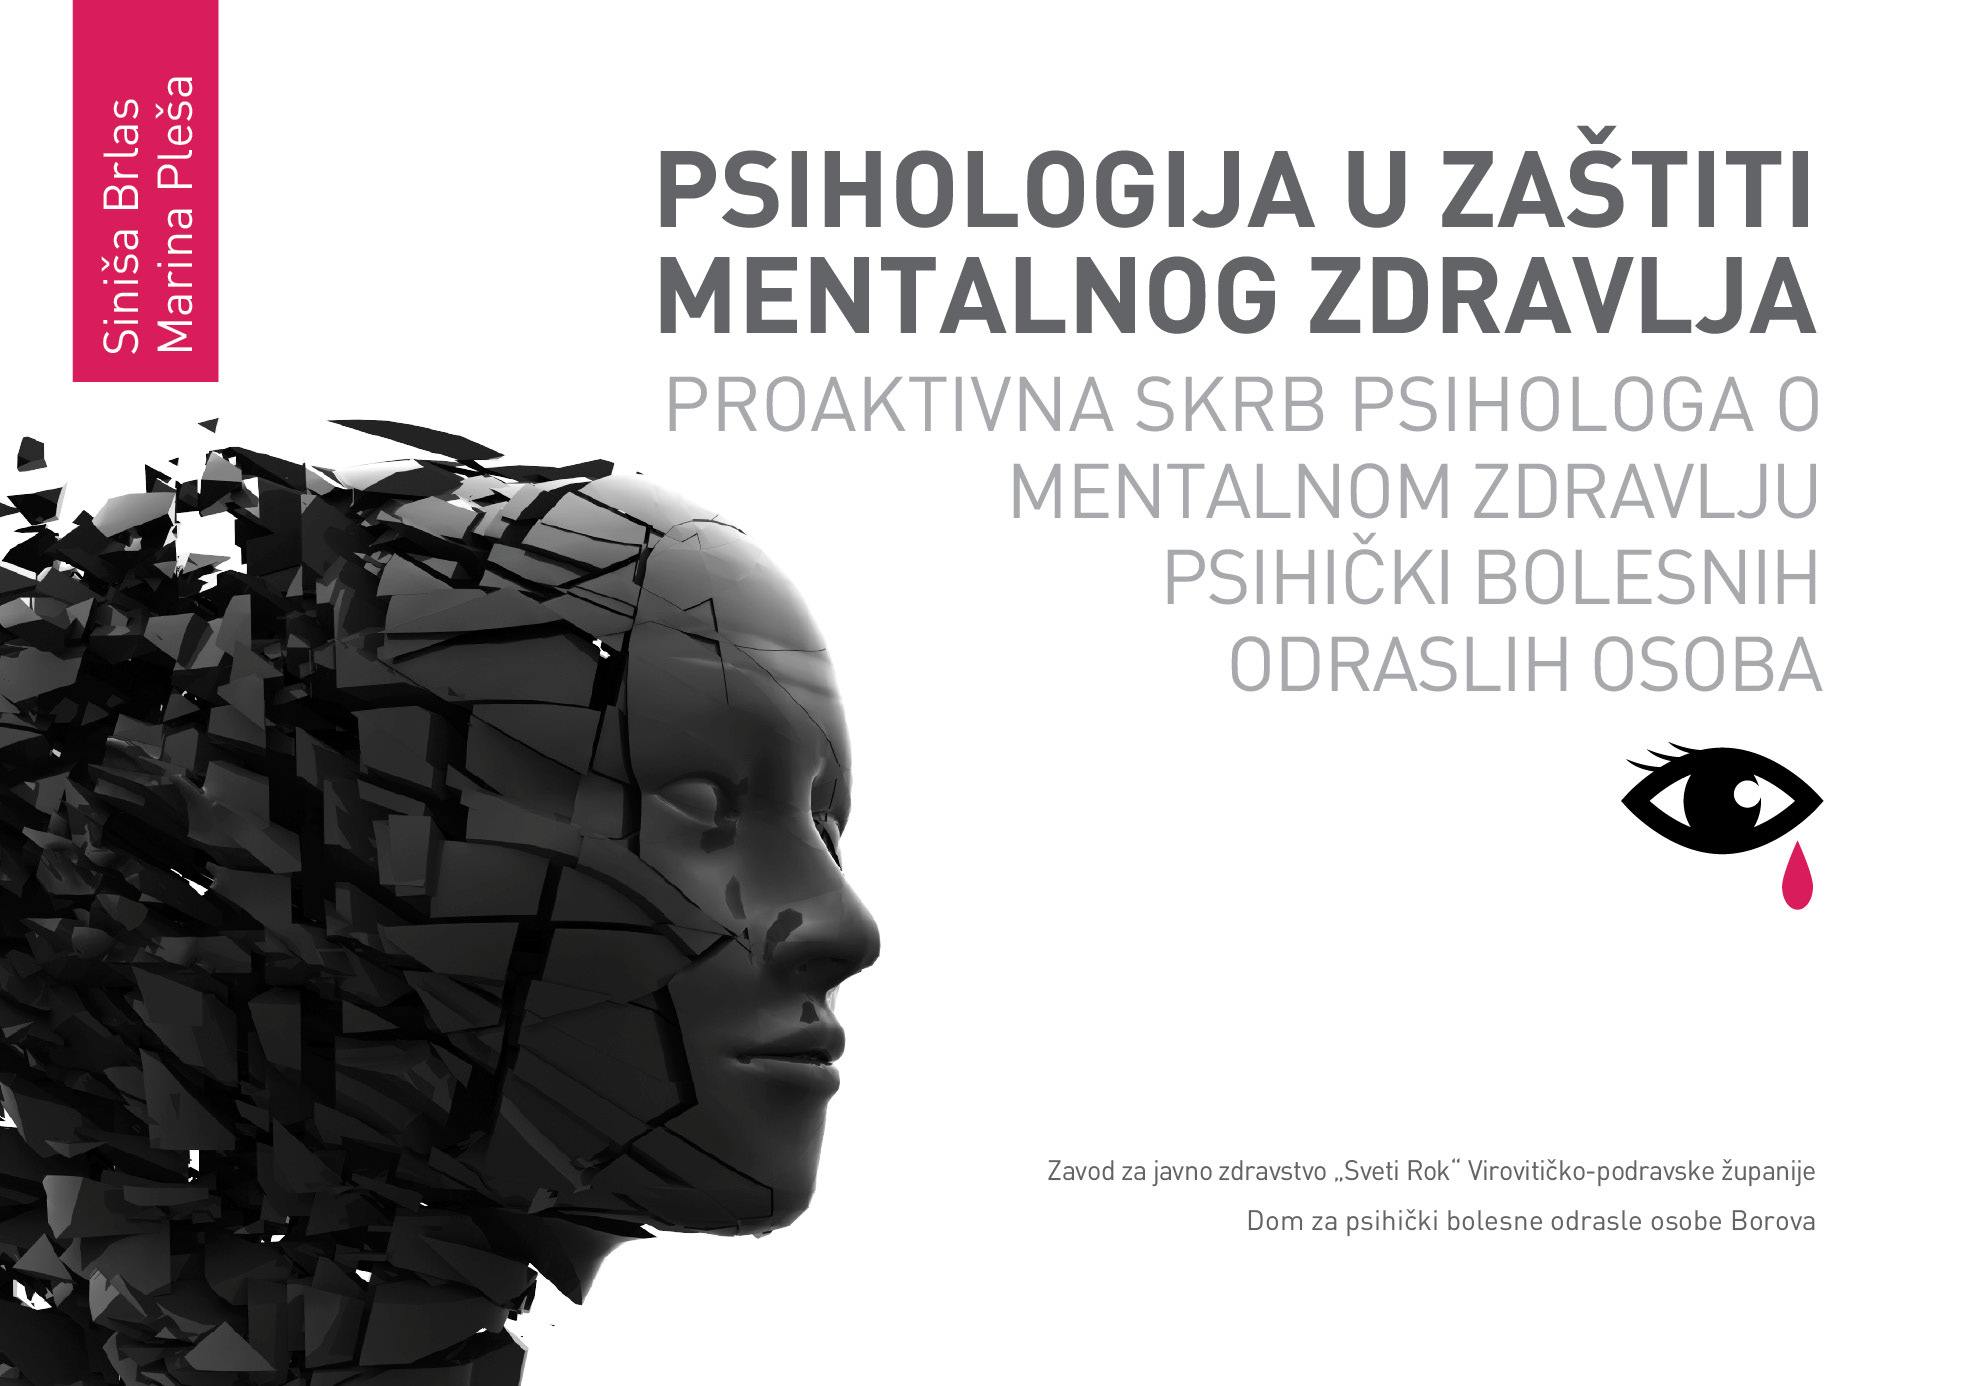 Siniša Brlas
Marina Pleša
PSIHOLOGIJA U ZAŠTITI
MENTALNOG ZDRAVLJA
PROAKTIVNA SKRB PSIHOLOGA O
MENTALNOM ZDRAVLJU
PSIHIČKI BOLESNIH
ODRASLIH OSOBA
Zavod za javno zdravstvo „Sveti Rok“ Virovitičko-podravske županije
Dom za psihički bolesne odrasle osobe Borova